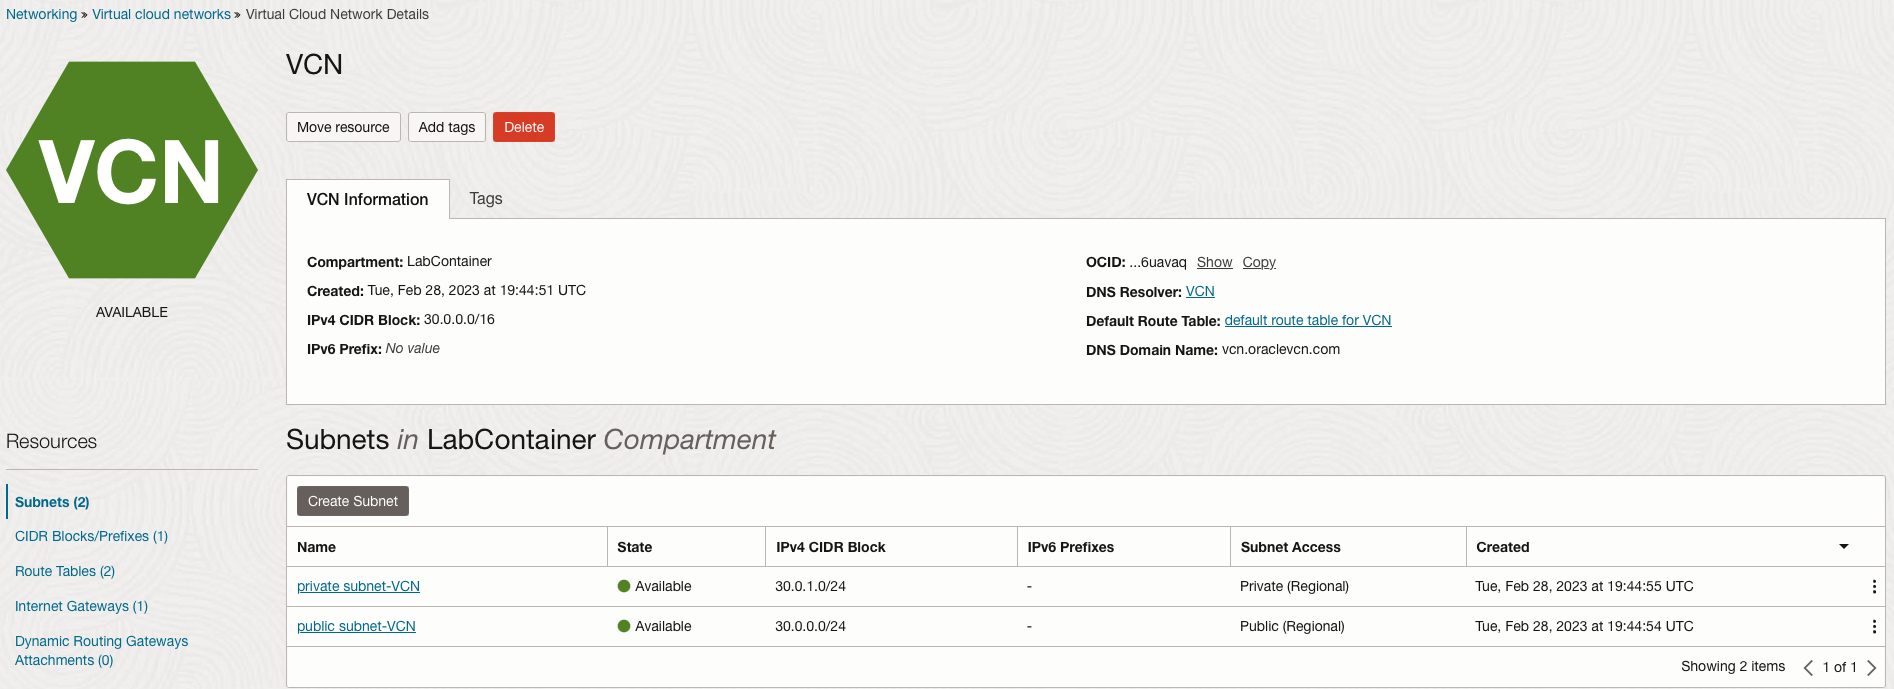 Networking » Virtual cloud networks » Virtual Cloud Network Details
VCN
VCN
AVAILABLE
Move resource Add tags Delete
VCN Information Tags
Compartment: LabContainer
Created: Tue, Feb 28, 2023 at 19:44:51 UTC
IPv4 CIDR Block: 30.0.0.0/16
IPv6 Prefix: No value
OCID: ...6uavaq Show Copy
DNS Resolver: VCN
Default Route Table: default route table for VCN
DNS Domain Name: vcn.oraclevcn.com
Resources
Subnets (2)
CIDR Blocks/Prefixes (1)
Route Tables (2)
Internet Gateways (1)
Dynamic Routing Gateways
Attachments (0)
Subnets in LabContainer Compartment
Create Subnet
Name State IPv4 CIDR Block IPv6 Prefixes Subnet Access Created
private subnet-VCN Available 30.0.1.0/24 - Private (Regional) Tue, Feb 28, 2023 at 19:44:55 UTC
public subnet-VCN Available 30.0.0.0/24 - Public (Regional) Tue, Feb 28, 2023 at 19:44:54 UTC
Showing 2 items 1 of 1